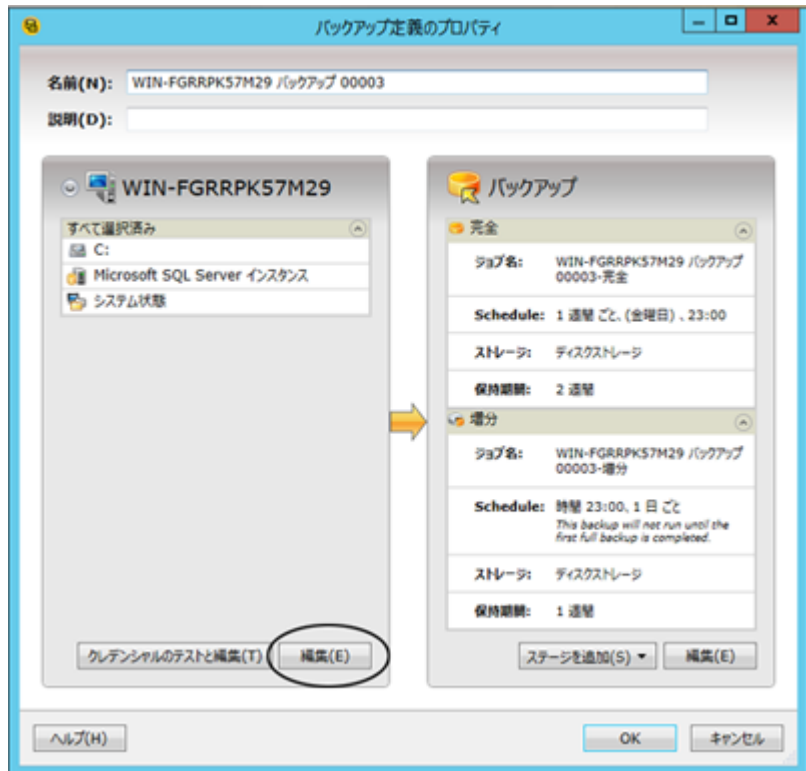 バックアップ定義のプロパティ
名前(N): WIN-FGRRPK57M29 バックアップ 00003
説明(D):
WIN-FGRRPK57M29
すべて選択済み
C:
Microsoft SQL Server インスタンス
システム状態
クレデンシャルのテストと編集(T)
編集(E)
バックアップ
完全
ジョブ名: WIN-FGRRPK57M29 バックアップ
00003-完全
Schedule: 1 週間 ごと、(金曜日) 、23:00
ストレージ: ディスクストレージ
保持期間: 2 週間
増分
ジョブ名: WIN-FGRRPK57M29 バックアップ
00003-増分
Schedule: 時間 23:00、1 日 ごと
This backup will not run until the
first full backup is completed.
ストレージ: ディスクストレージ
保持期間: 1 週間
ステージを追加(S)
編集(E)
ヘルプ(H)
OK
キャンセル